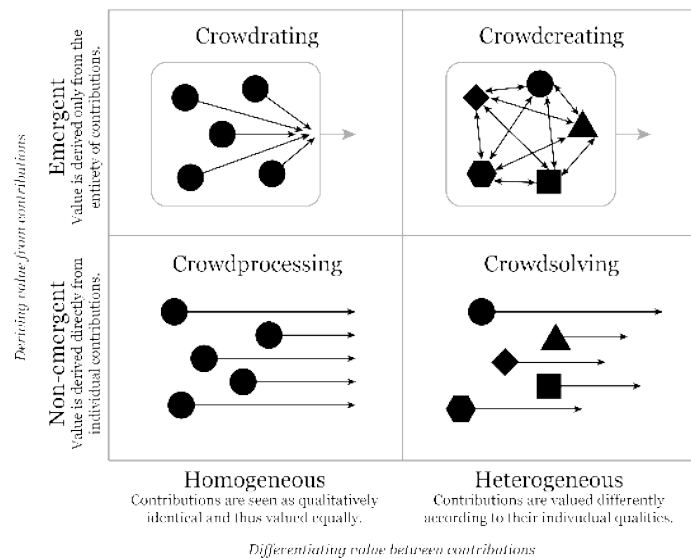 Crowdrating
Crowdcreating
Emergent
Value is derived only from the
entirety of contributions.
Deriving value from contributions
Crowdprocessing
Crowdsolving
Non-emergent
Value is derived directly from
individual contributions.
Homogeneous
Contributions are seen as qualitatively
identical and thus valued equally.
Heterogeneous
Contributions are valued differently
according to their indivudual qualities.
Differentiating value between contributions